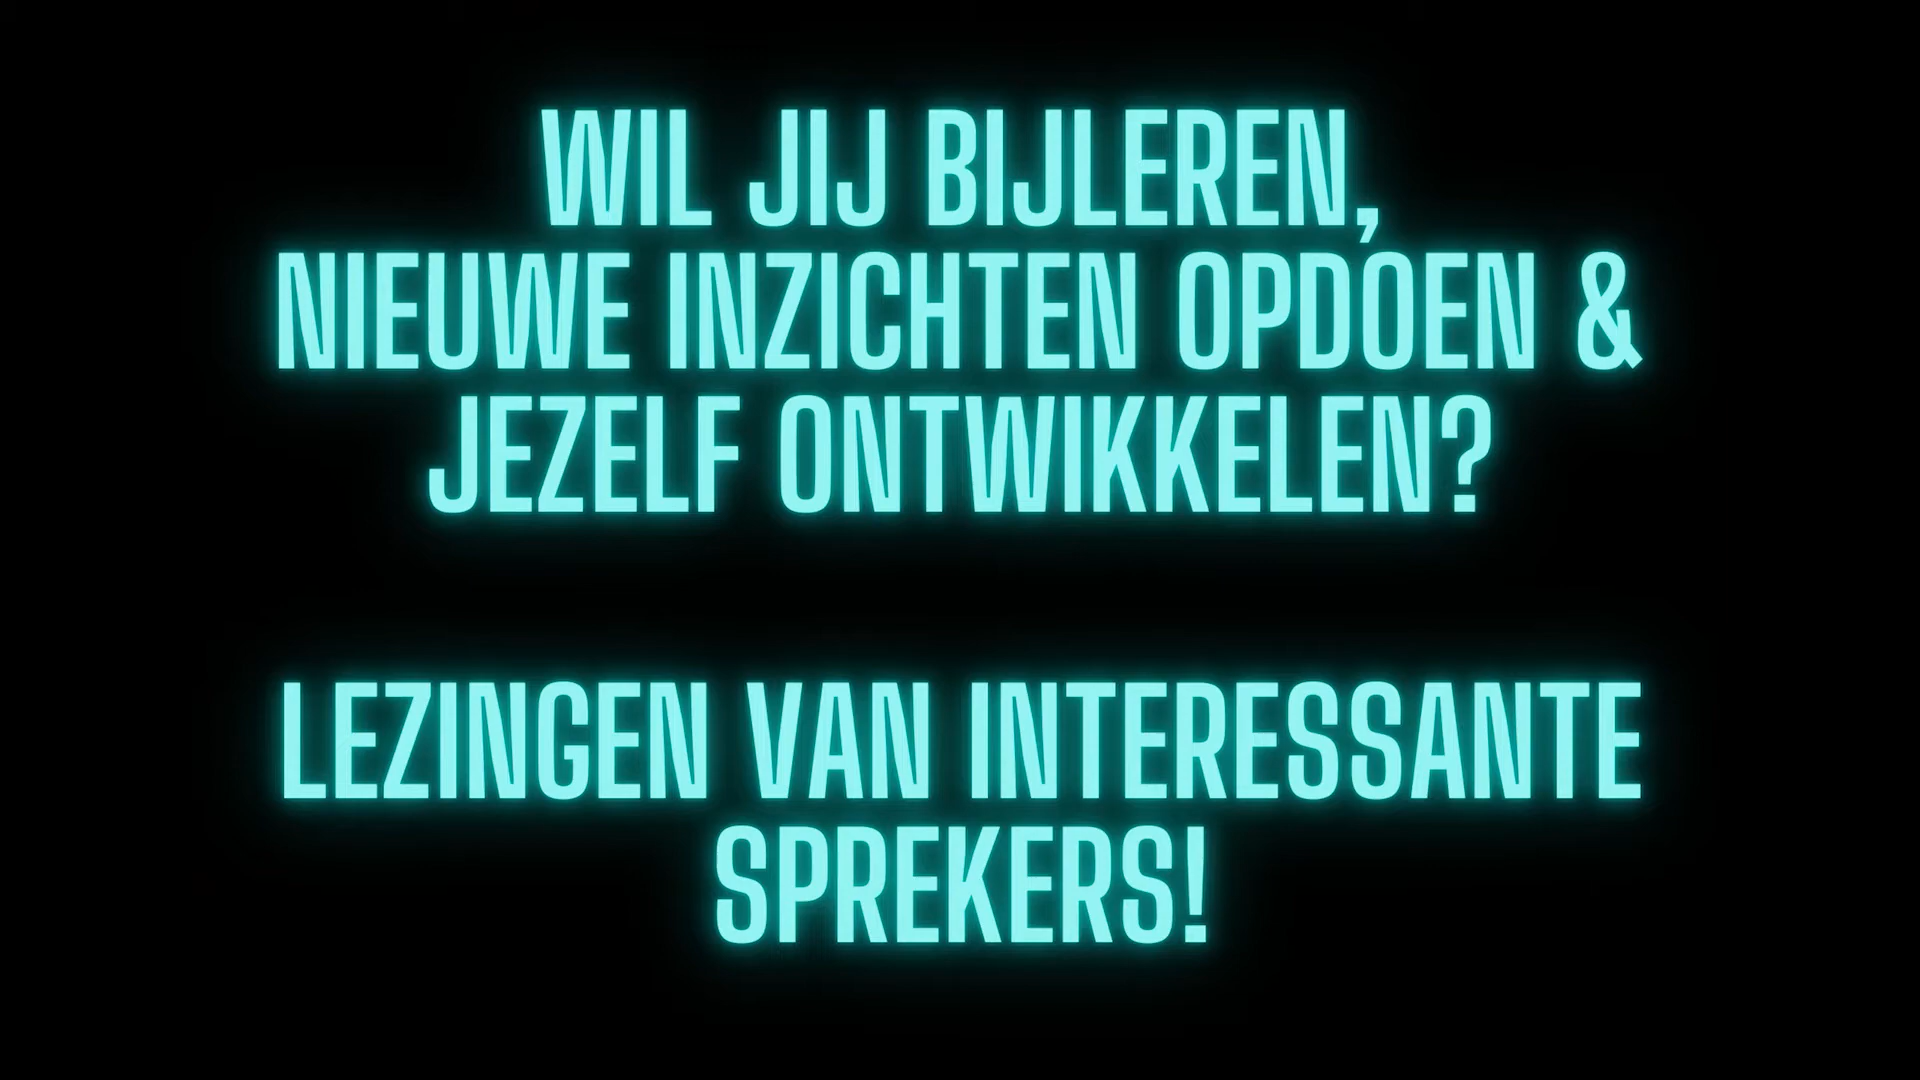 WIL JIJ BIJLEREN,
NIEUWE INZICHTEN OPDOEN &
JEZELF ONTWIKKELEN?
LEZINGEN VAN INTERESSANTE
SPREKERS!